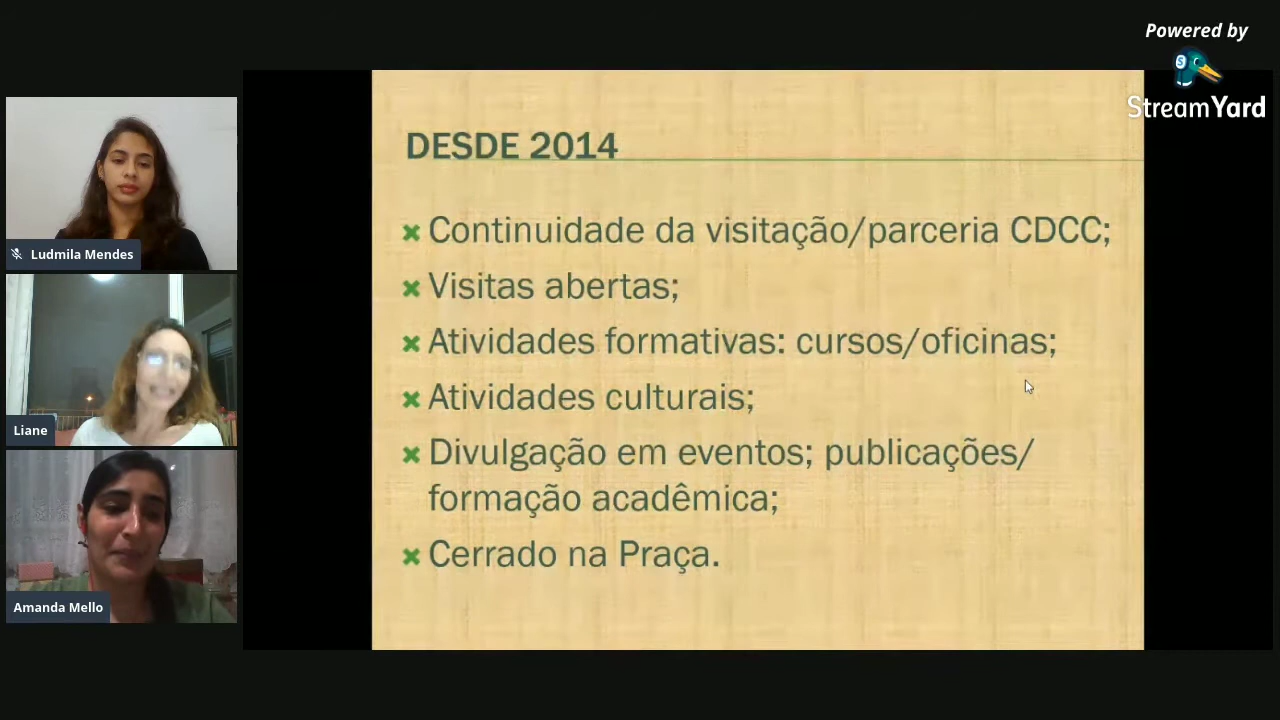 Powered by
StreamYard
DESDE 2014
Continuidade da visitação/parceria CDCC;
Visitas abertas;
Atividades formativas: cursos/oficinas;
Atividades culturais;
Divulgação em eventos; publicações/
formação acadêmica;
Cerrado na Praça.
Ludmila Mendes
Liane
Amanda Mello